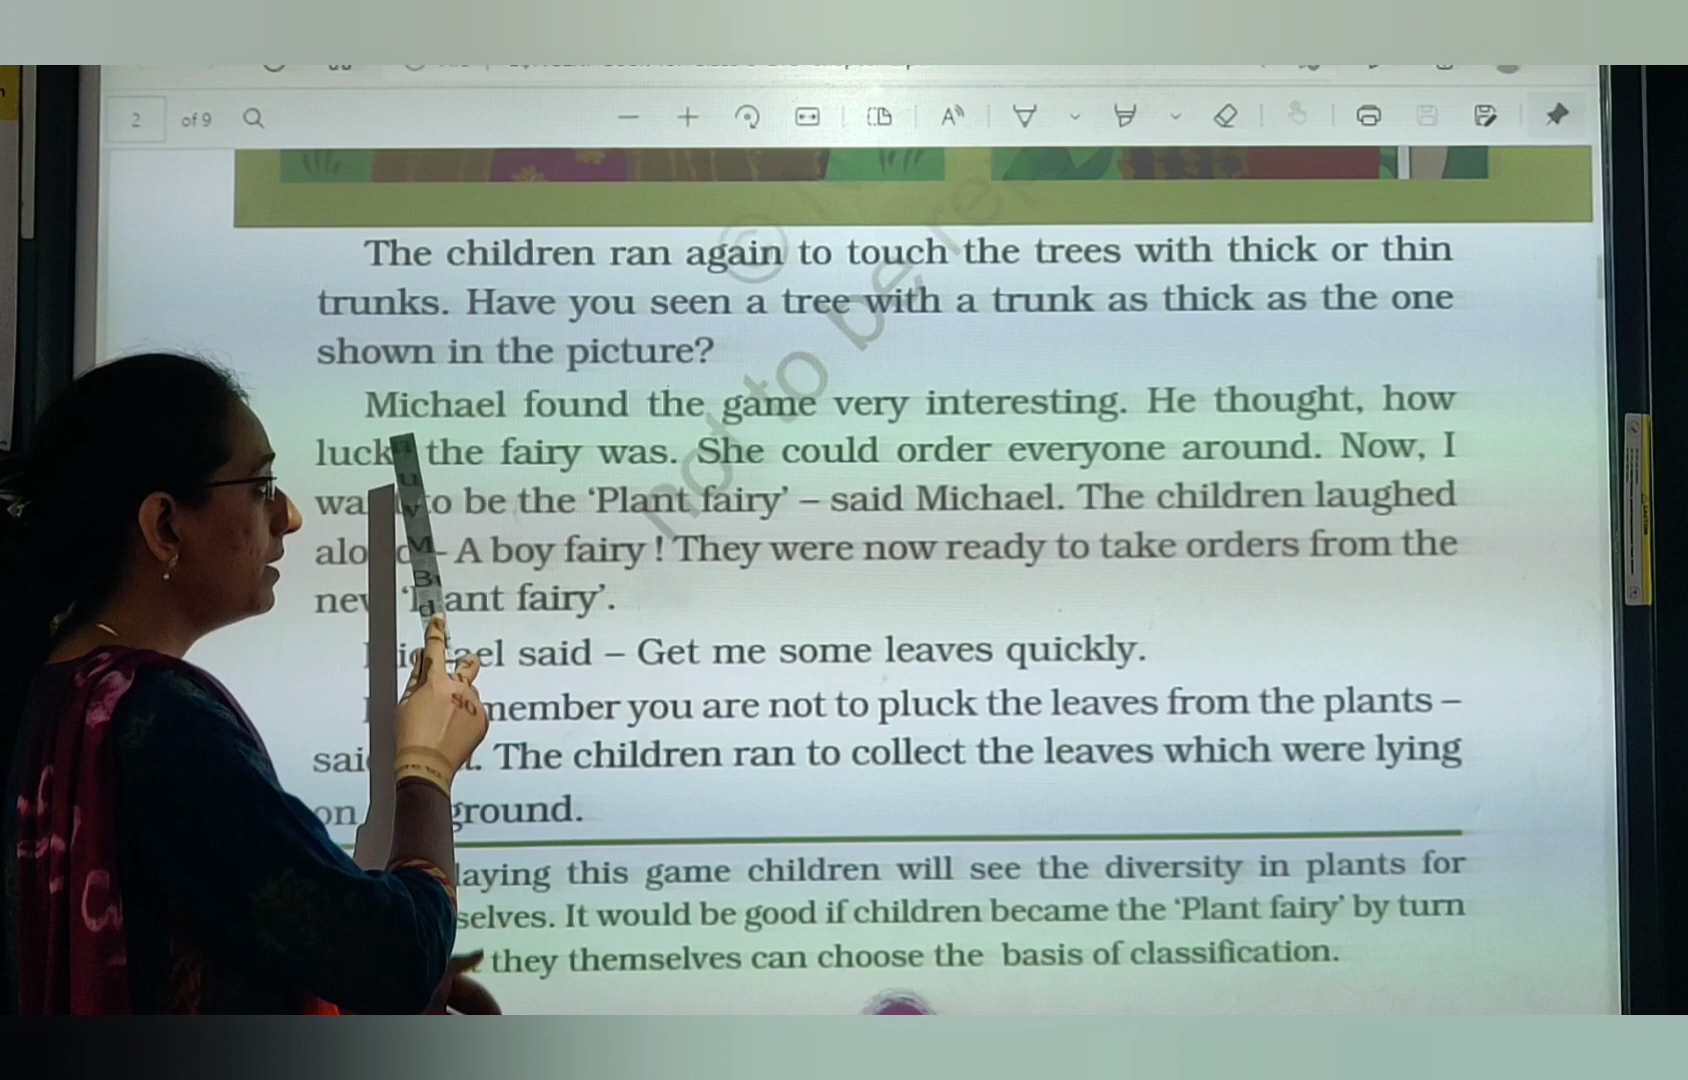 2 of 9
The children ran again to touch the trees with thick or thin
trunks. Have you seen a tree with a trunk as thick as the one
shown in the picture?
Michael found the game very interesting. He thought, how
luck the fairy was. She could order everyone around. Now, I
wa to be the ‘Plant fairy’ – said Michael. The children laughed
alo – A boy fairy ! They were now ready to take orders from the
ant fairy’.
ael said – Get me some leaves quickly.
member you are not to pluck the leaves from the plants –
sai . The children ran to collect the leaves which were lying
on ground.
laying this game children will see the diversity in plants for
selves. It would be good if children became the ‘Plant fairy’ by turn
they themselves can choose the basis of classification.
not to be